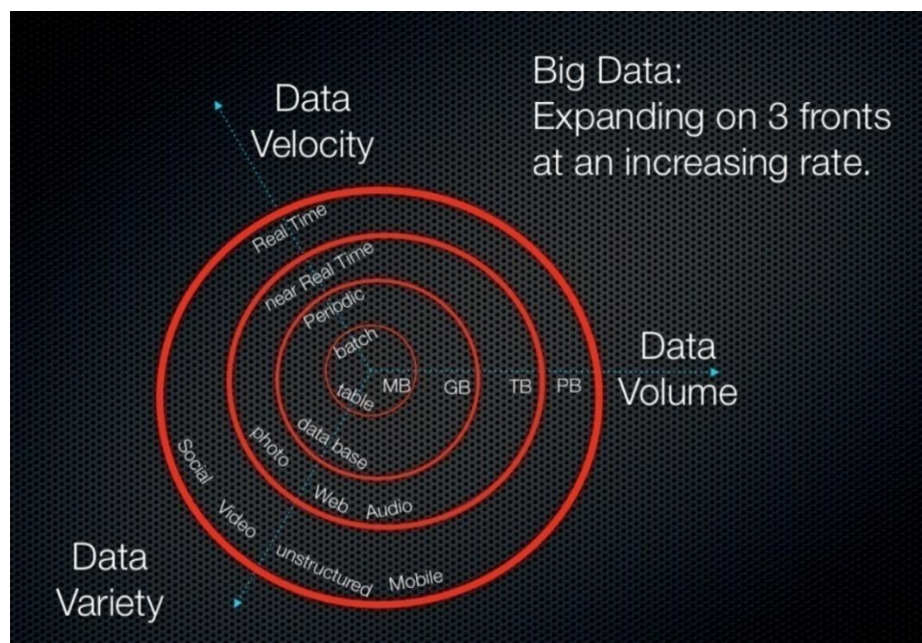 Big Data:
Expanding on 3 fronts
at an increasing rate.
Data
Velocity
Real Time
near Real Time
Periodic
batch
table
MB
GB
TB
PB
Data
Volume
data base
photo
Web
Audio
Social
Video
unstructured
Mobile
Data
Variety